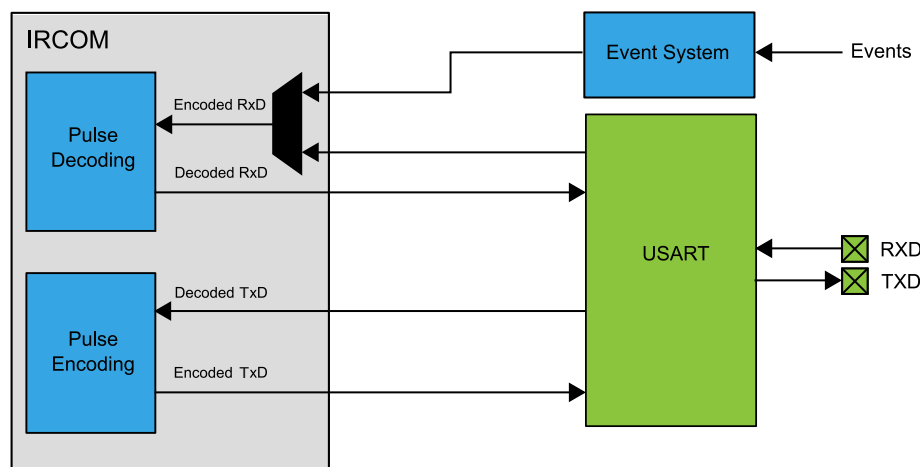 IRCOM
Event System
Events
Encoded RxD
Pulse
Decoding
Decoded RxD
USART
RXD
TXD
Decoded TxD
Pulse
Encoding
Encoded TxD